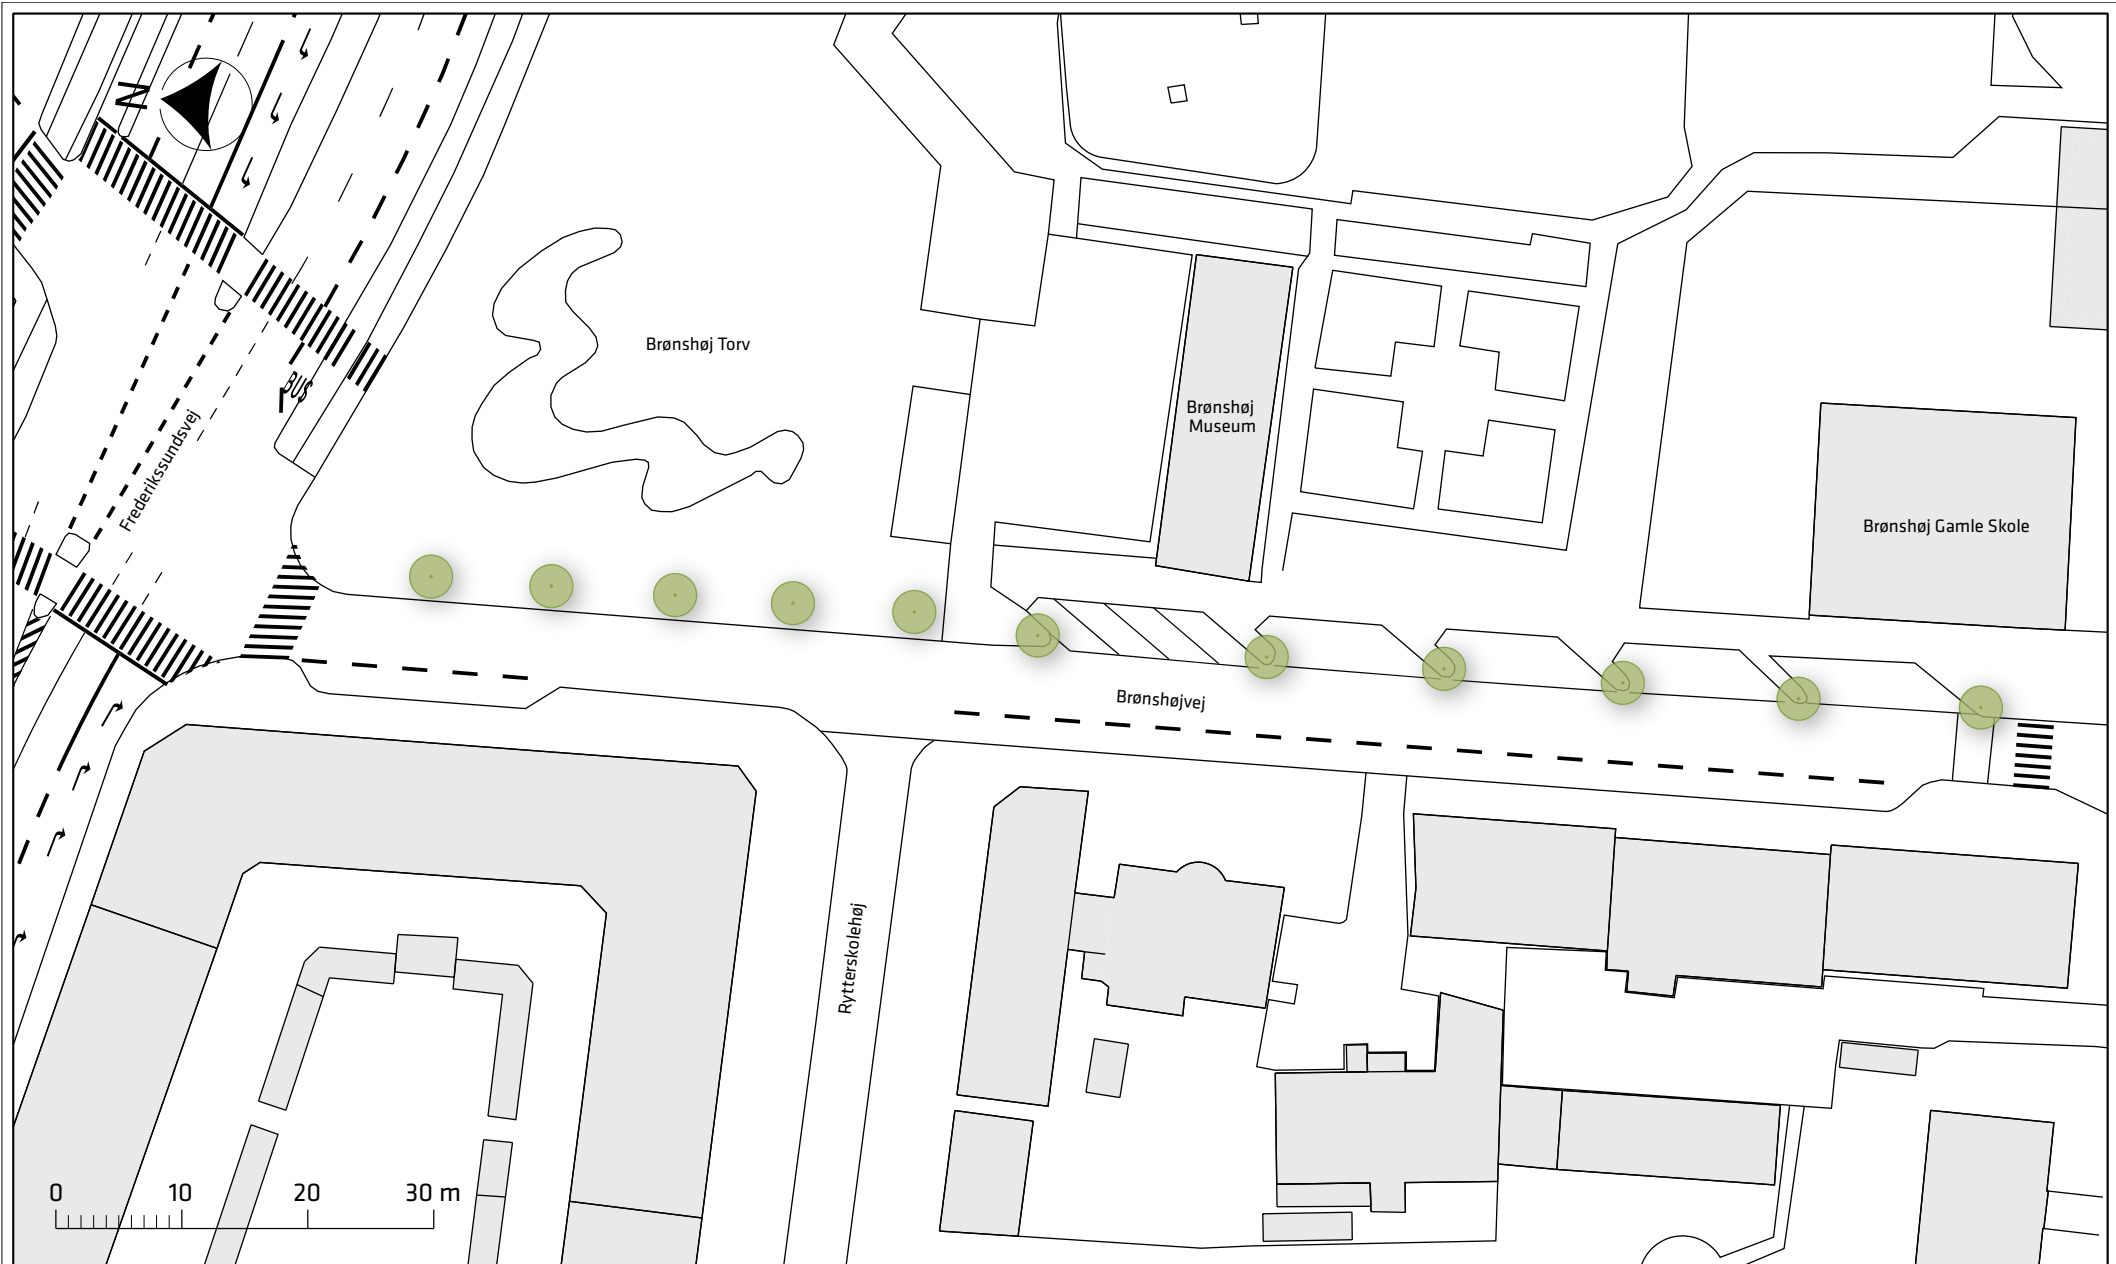 N
BUS
Frederikssundsvej
Brønshøj Torv
Brønshøj
Museum
Brønshøj Gamle Skole
Brønshøjvej
Rytterskolehøj
0 10 20 30 m